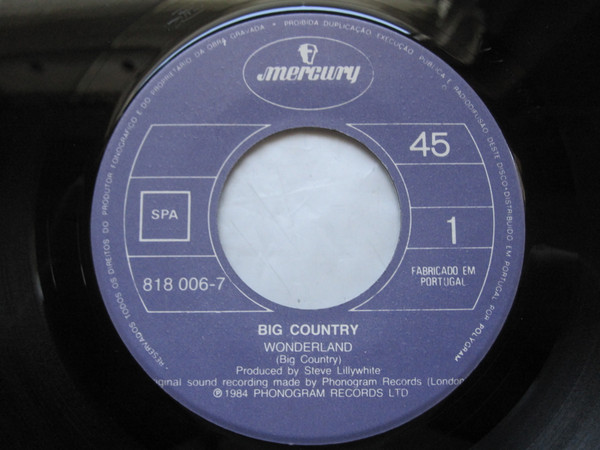 RESERVADOS TODOS OS DIREITOS DO PRODUTOR FONOGRÁFICO E DO PROPRIETÁRIO DA OBRA GRAVADA • PROIBIDA DUPLICAÇÃO, EXECUÇÃO PÚBLICA E RADIODIFUSÃO DESTE DISCO • DISTRIBUIDO EM PORTUGAL POR POLYGRAM
mercury
45
SPA
1
818 006-7
FABRICADO EM
PORTUGAL
BIG COUNTRY
WONDERLAND
(Big Country)
Produced by Steve Lillywhite
iginal sound recording made by Phonogram Records (London
℗ 1984 PHONOGRAM RECORDS LTD